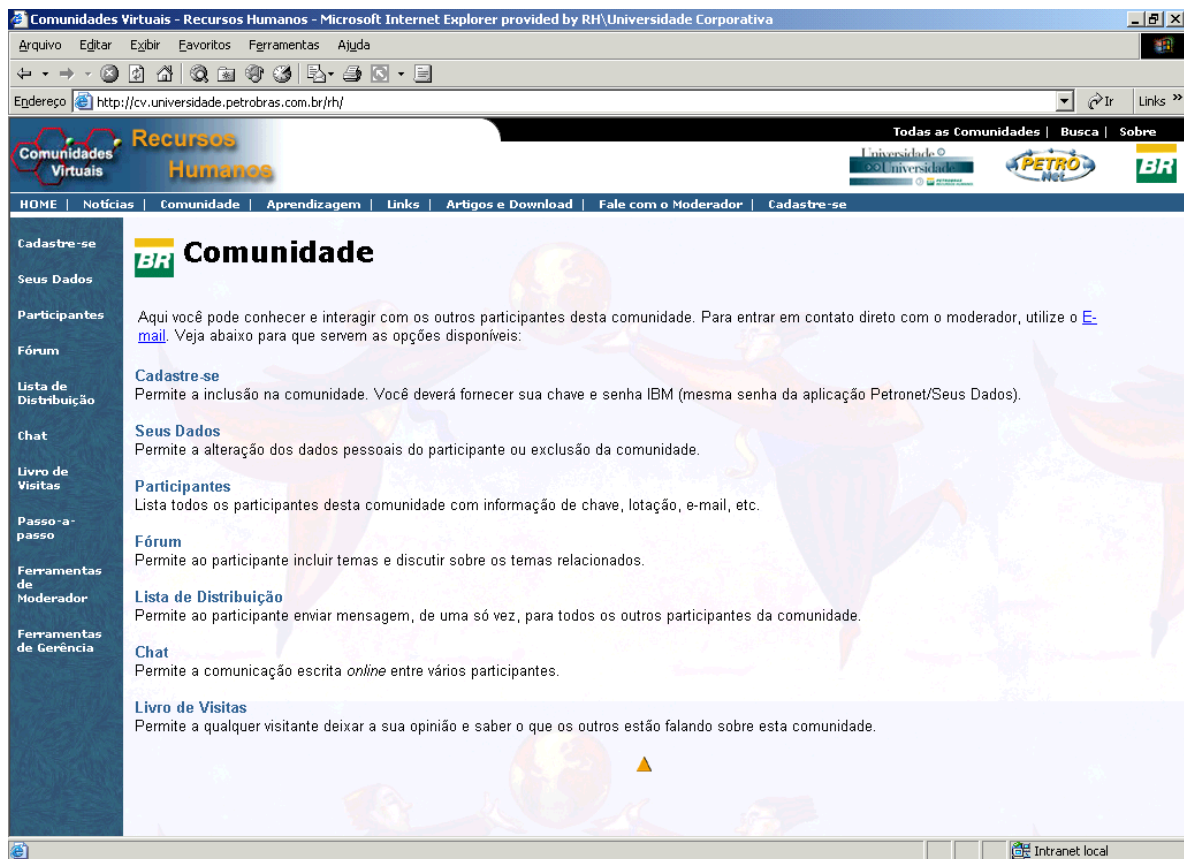 Comunidades Virtuais - Recursos Humanos - Microsoft Internet Explorer provided by RH\Universidade Corporativa
Arquivo Editar Exibir Favoritos Ferramentas Ajuda
Endereço http://cv.universidade.petrobras.com.br/rh/ Ir Links »
Todas as Comunidades | Busca | Sobre
Comunidades
Virtuais
Recursos
Humanos
Universidade
Universidade
PETROBRAS
PETRO
Net
BR
HOME | Notícias | Comunidade | Aprendizagem | Links | Artigos e Download | Fale com o Moderador | Cadastre-se
Cadastre-se
Seus Dados
Participantes
Fórum
Lista de
Distribuição
Chat
Livro de
Visitas
Passo-a-
passo
Ferramentas
de
Moderador
Ferramentas
de Gerência
BR Comunidade
Aqui você pode conhecer e interagir com os outros participantes desta comunidade. Para entrar em contato direto com o moderador, utilize o E-
mail. Veja abaixo para que servem as opções disponíveis:
Cadastre-se
Permite a inclusão na comunidade. Você deverá fornecer sua chave e senha IBM (mesma senha da aplicação Petronet/Seus Dados).
Seus Dados
Permite a alteração dos dados pessoais do participante ou exclusão da comunidade.
Participantes
Lista todos os participantes desta comunidade com informação de chave, lotação, e-mail, etc.
Fórum
Permite ao participante incluir temas e discutir sobre os temas relacionados.
Lista de Distribuição
Permite ao participante enviar mensagem, de uma só vez, para todos os outros participantes da comunidade.
Chat
Permite a comunicação escrita online entre vários participantes.
Livro de Visitas
Permite a qualquer visitante deixar a sua opinião e saber o que os outros estão falando sobre esta comunidade.
Intranet local